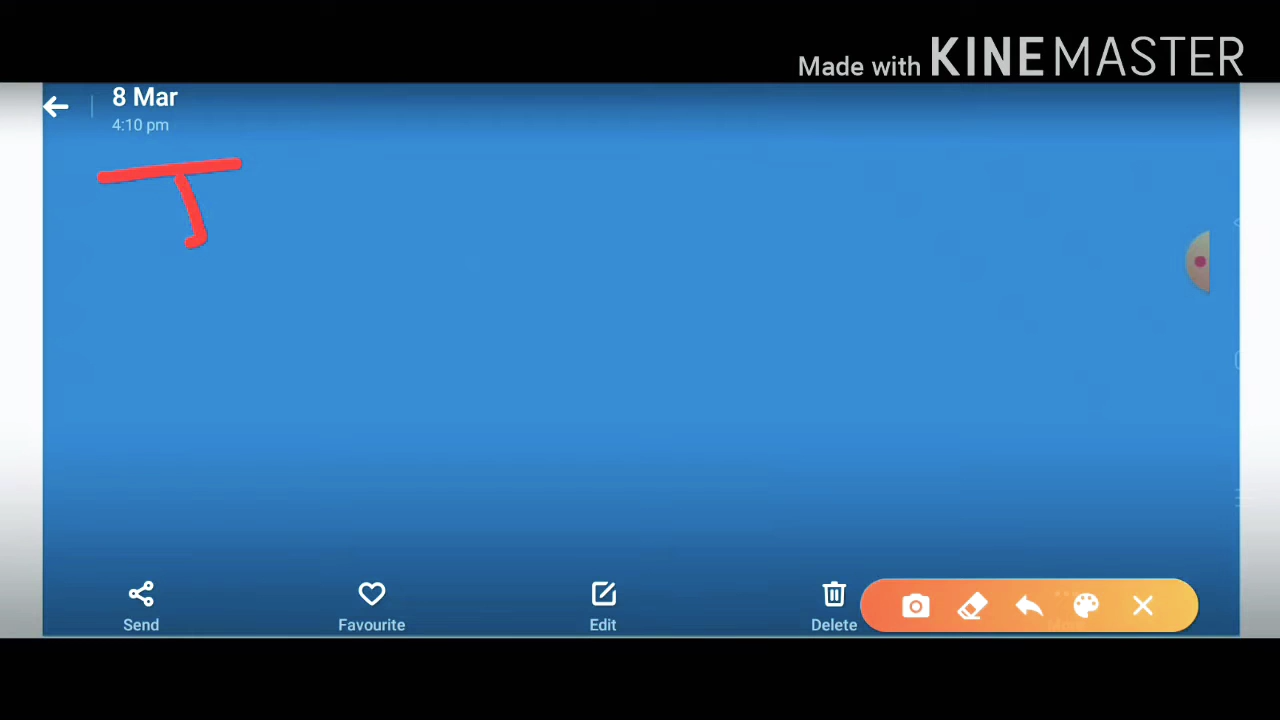 Made with KINEMASTER
8 Mar
4:10 pm
Send
Favourite
Edit
Delete